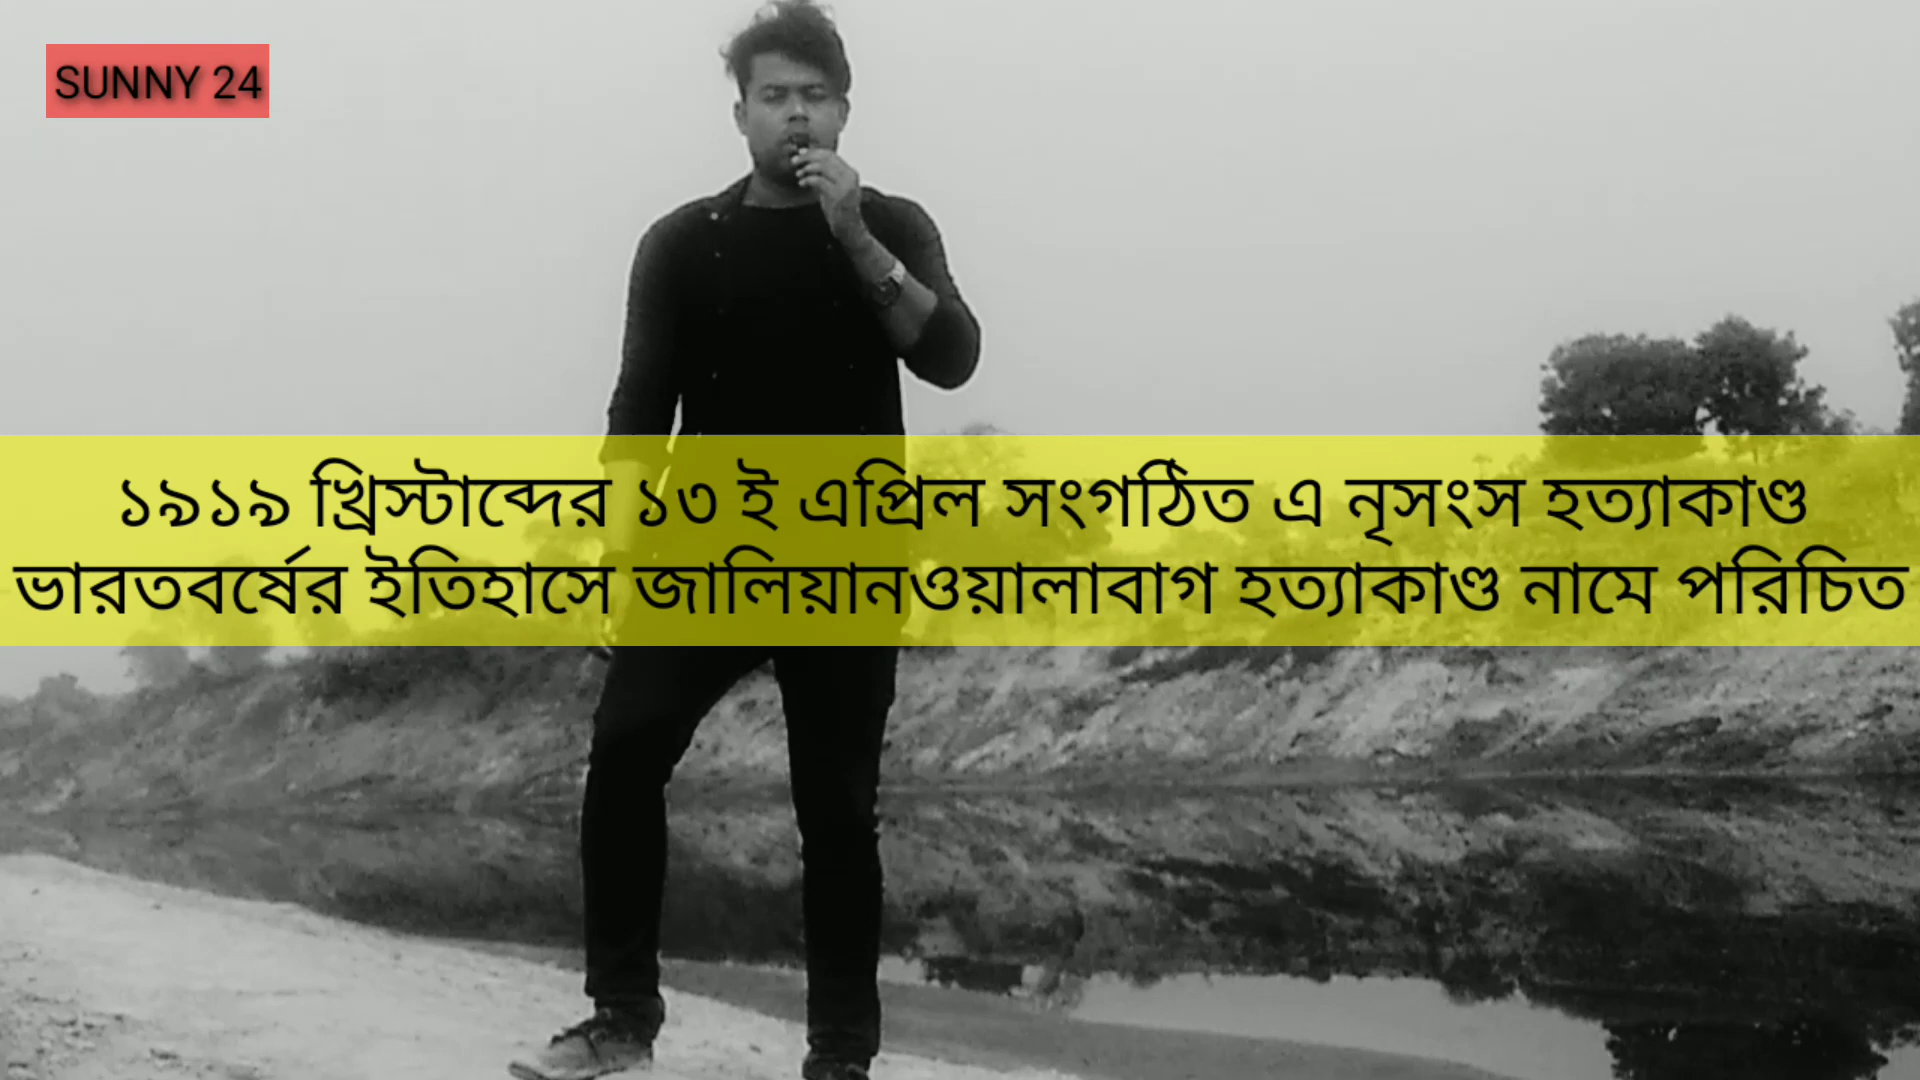 SUNNY 24
১৯১৯ খ্রিস্টাব্দের ১৩ ই এপ্রিল সংগঠিত এ নৃসংস হত্যাকাণ্ড
ভারতবর্ষের ইতিহাসে জালিয়ানওয়ালাবাগ হত্যাকাণ্ড নামে পরিচিত